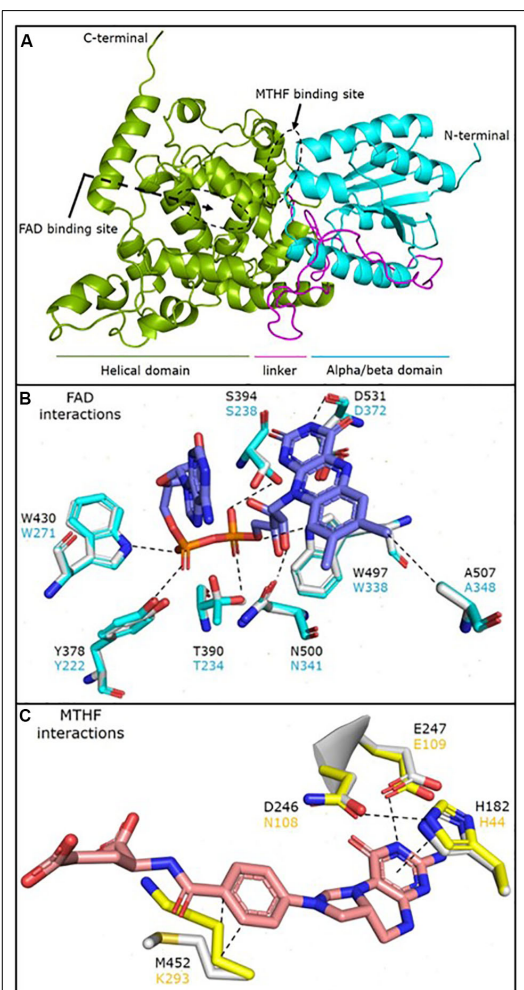 A
C-terminal
MTHF binding site
N-terminal
FAD binding site
Helical domain
linker
Alpha/beta domain
B
FAD
interactions
S394
S238
D531
D372
W430
W271
W497
W338
A507
A348
Y378
Y222
T390
T234
N500
N341
C
MTHF
interactions
E247
E109
D246
N108
H182
H44
M452
K293